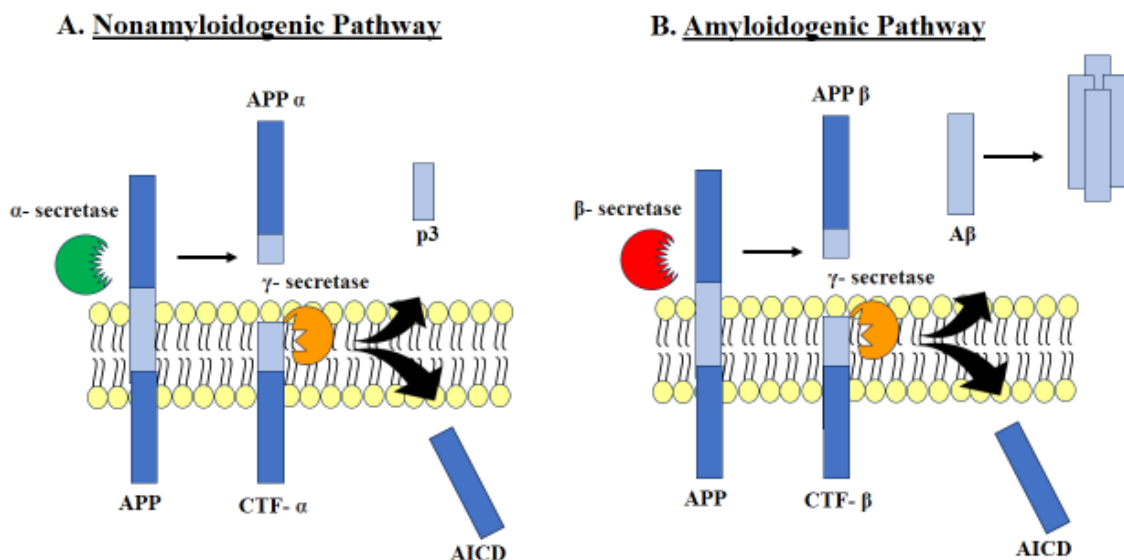 A. Nonamyloidogenic Pathway
APP α
α- secretase
p3
γ- secretase
APP
CTF- α
AICD
B. Amyloidogenic Pathway
APP β
β- secretase
Aβ
γ- secretase
APP
CTF- β
AICD